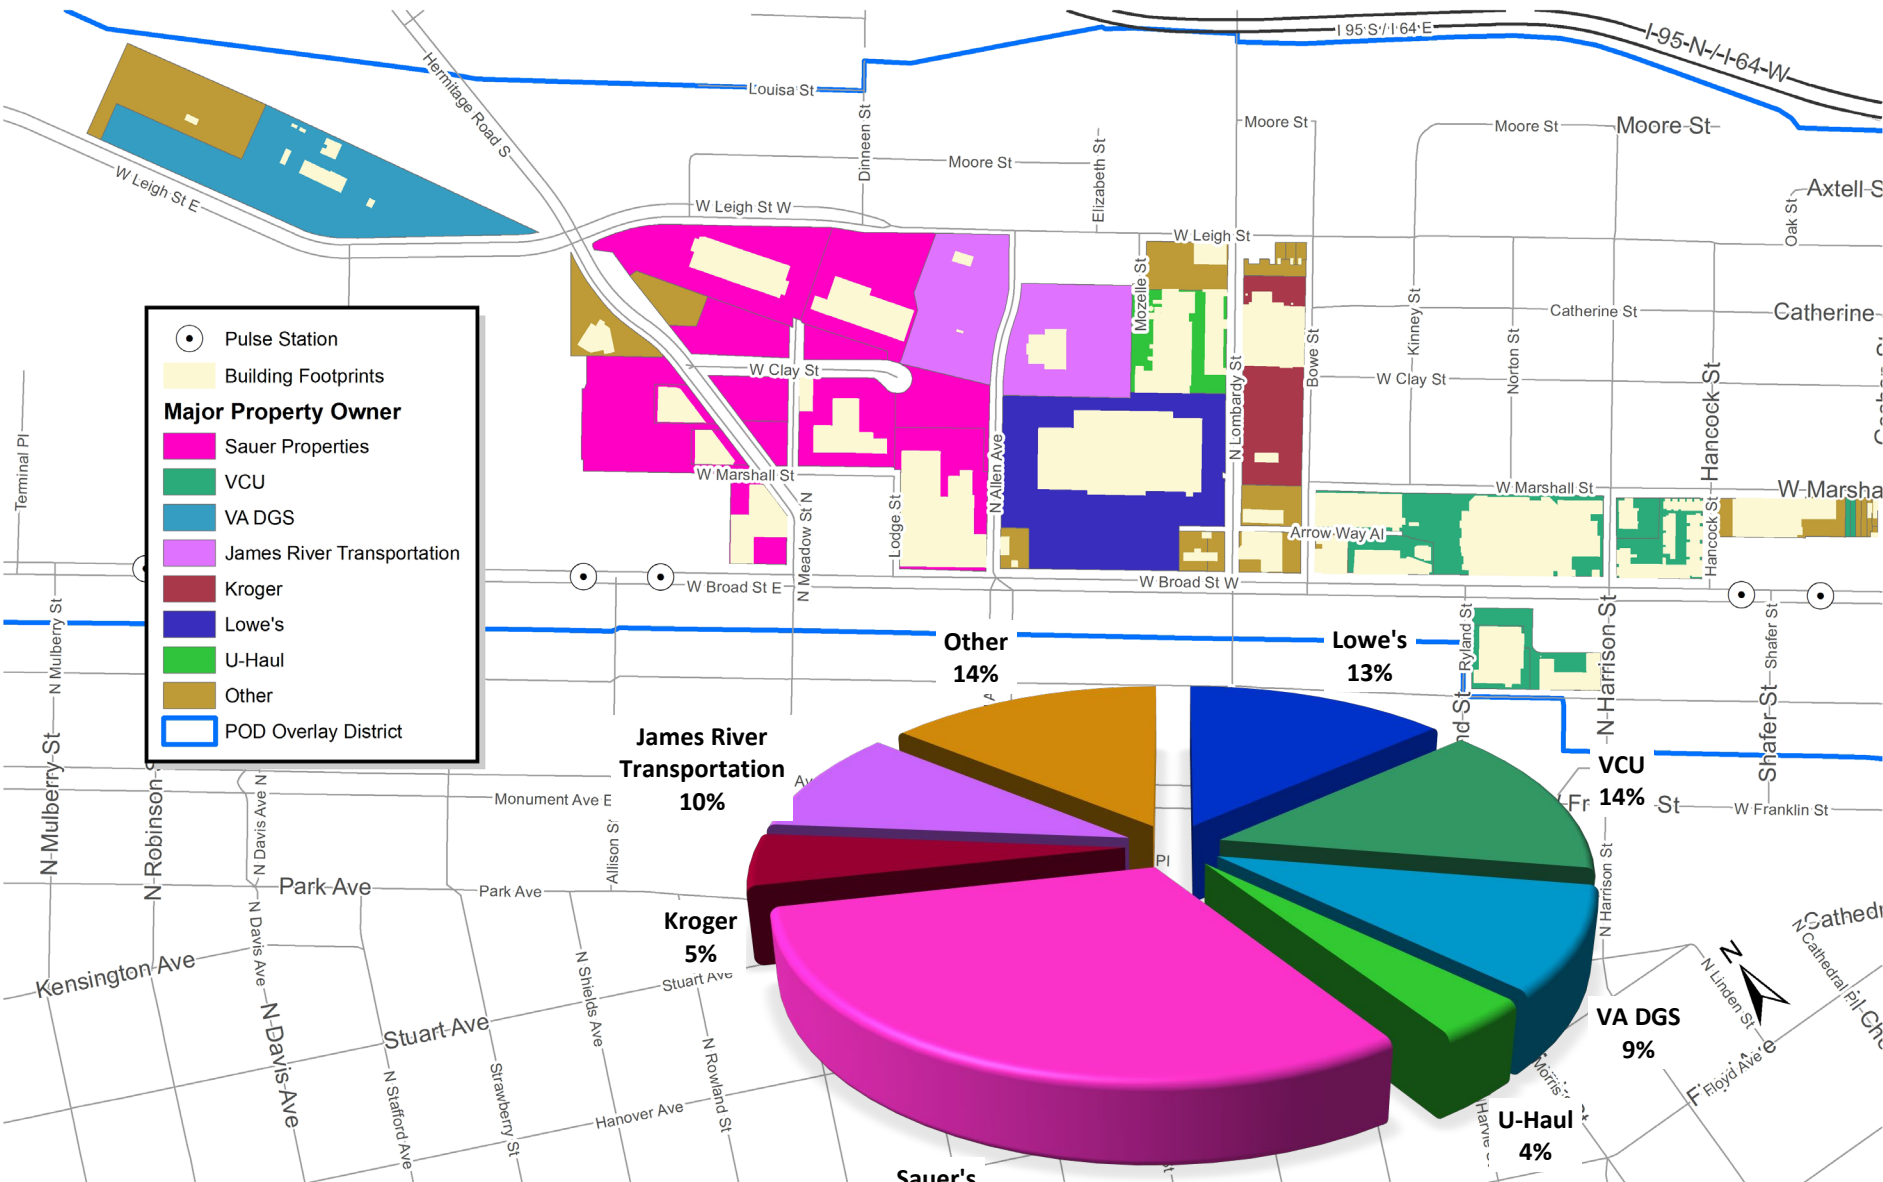 I 95 S / I 64 E
I-95-N-/-I-64-W
Hermitage Road S
Louisa St
Dinneen St
Moore St
Moore St
Moore St
Moore St
Elizabeth St
Axtell S
Oak St
W Leigh St E
W Leigh St W
W Leigh St
Mozelle St
Catherine St
Catherine
Kinney St
Norton St
Bowe St
N Lombardy St
W Clay St
W Clay St
Hancock St
Terminal Pl
Pulse Station
Building Footprints
Major Property Owner
Sauer Properties
VCU
VA DGS
James River Transportation
Kroger
Lowe's
U-Haul
Other
POD Overlay District
W Marshall St
W Marshall St
W Marsha
N Allen Ave
Lodge St
N Meadow St N
Arrow Way Al
Hancock St
W Broad St E
W Broad St W
N Mulberry St
N-Mulberry-St
N-Robinson-S
Ryland St
nd St
N-Harrison-St
Shafer St
Shafer St
Other
14%
Lowe's
13%
James River
Transportation
10%
VCU
14%
Av
Monument Ave E
Fr
St
W Franklin St
N Davis Ave N
Allison St
Pl
Park Ave
Park Ave
N Davis Ave
N-Davis-Ave
Kroger
5%
Stuart Ave
Stuart Ave
Kensington Ave
N Shields Ave
N Rowland St
N Stafford Ave
Strawberry St
Hanover Ave
N Harrison St
N Linden St
N
Cathedr
N Cathedral Pl
Floyd Ave
VA DGS
9%
U-Haul
4%
Sauer's